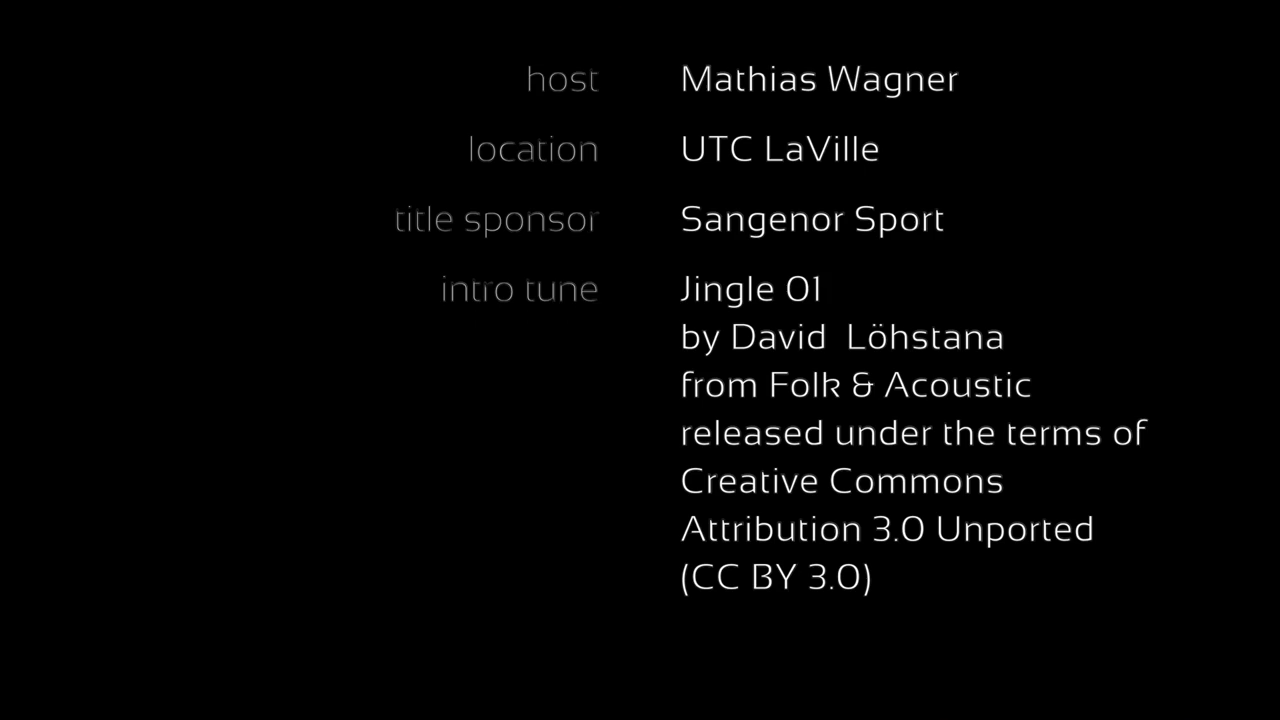 host Mathias Wagner
location UTC LaVille
title sponsor Sangenor Sport
intro tune Jingle 01
by David Löhstana
from Folk & Acoustic
released under the terms of
Creative Commons
Attribution 3.0 Unported
(CC BY 3.0)